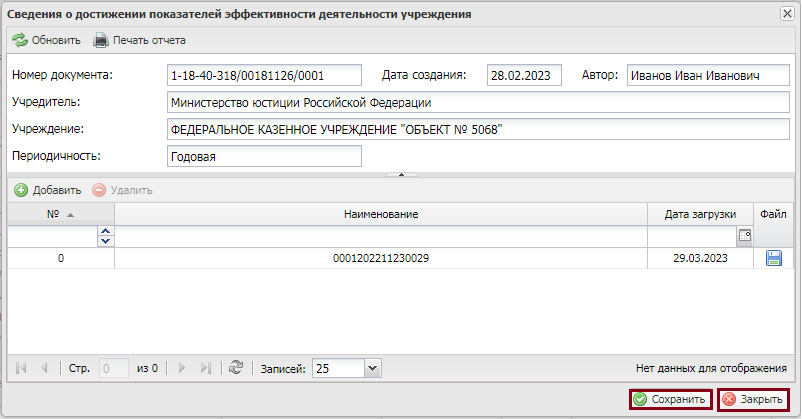 Сведения о достижении показателей эффективности деятельности учреждения
Обновить Печать отчета
Номер документа: 1-18-40-318/00181126/0001 Дата создания: 28.02.2023 Автор: Иванов Иван Иванович
Учредитель: Министерство юстиции Российской Федерации
Учреждение: ФЕДЕРАЛЬНОЕ КАЗЕННОЕ УЧРЕЖДЕНИЕ "ОБЪЕКТ № 5068"
Периодичность: Годовая
Добавить Удалить
№ Наименование Дата загрузки Файл
0 0001202211230029 29.03.2023
Стр. 0 из 0 Записей: 25 Нет данных для отображения
Сохранить Закрыть